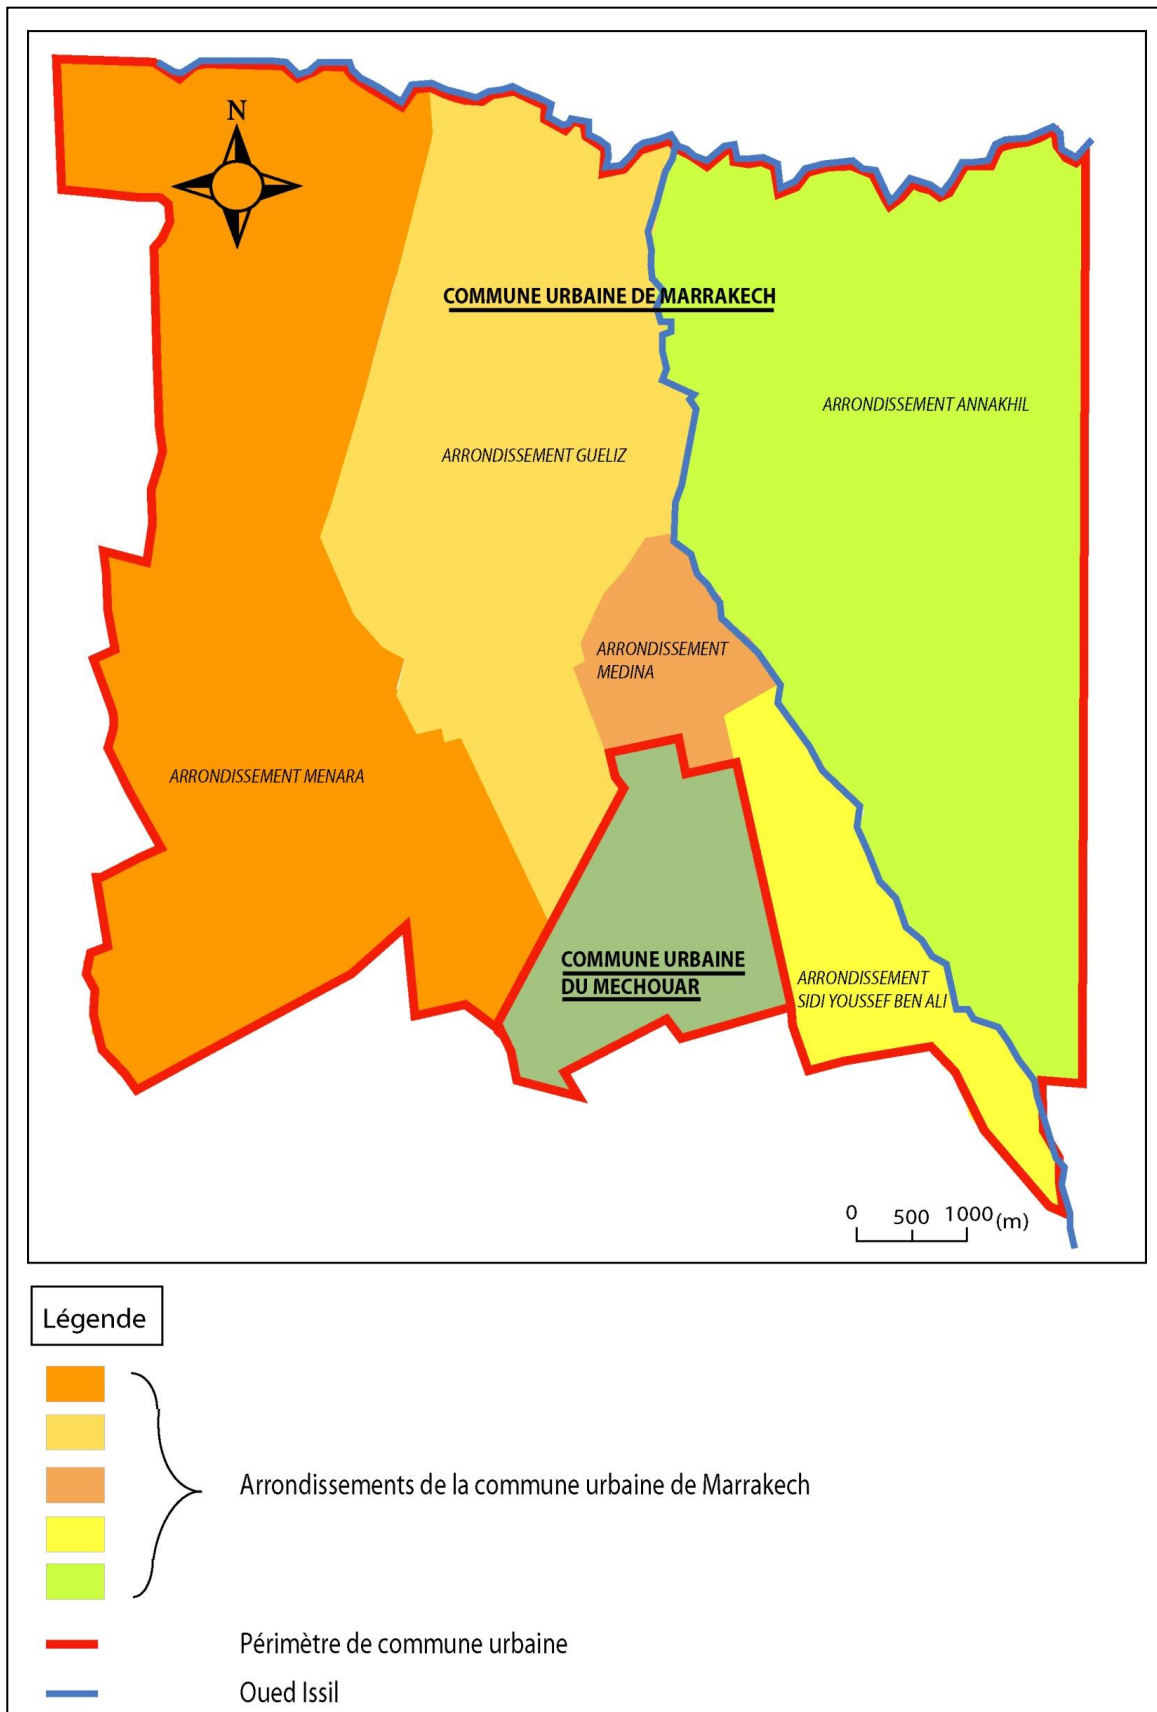 N
COMMUNE URBAINE DE MARRAKECH
ARRONDISSEMENT ANNAKHIL
ARRONDISSEMENT GUELIZ
ARRONDISSEMENT
MEDINA
ARRONDISSEMENT MENARA
COMMUNE URBAINE
DU MECHOUAR
ARRONDISSEMENT
SIDI YOUSSEF BEN ALI
0 500 1000 (m)
Légende
Arrondissements de la commune urbaine de Marrakech
Périmètre de commune urbaine
Oued Issil